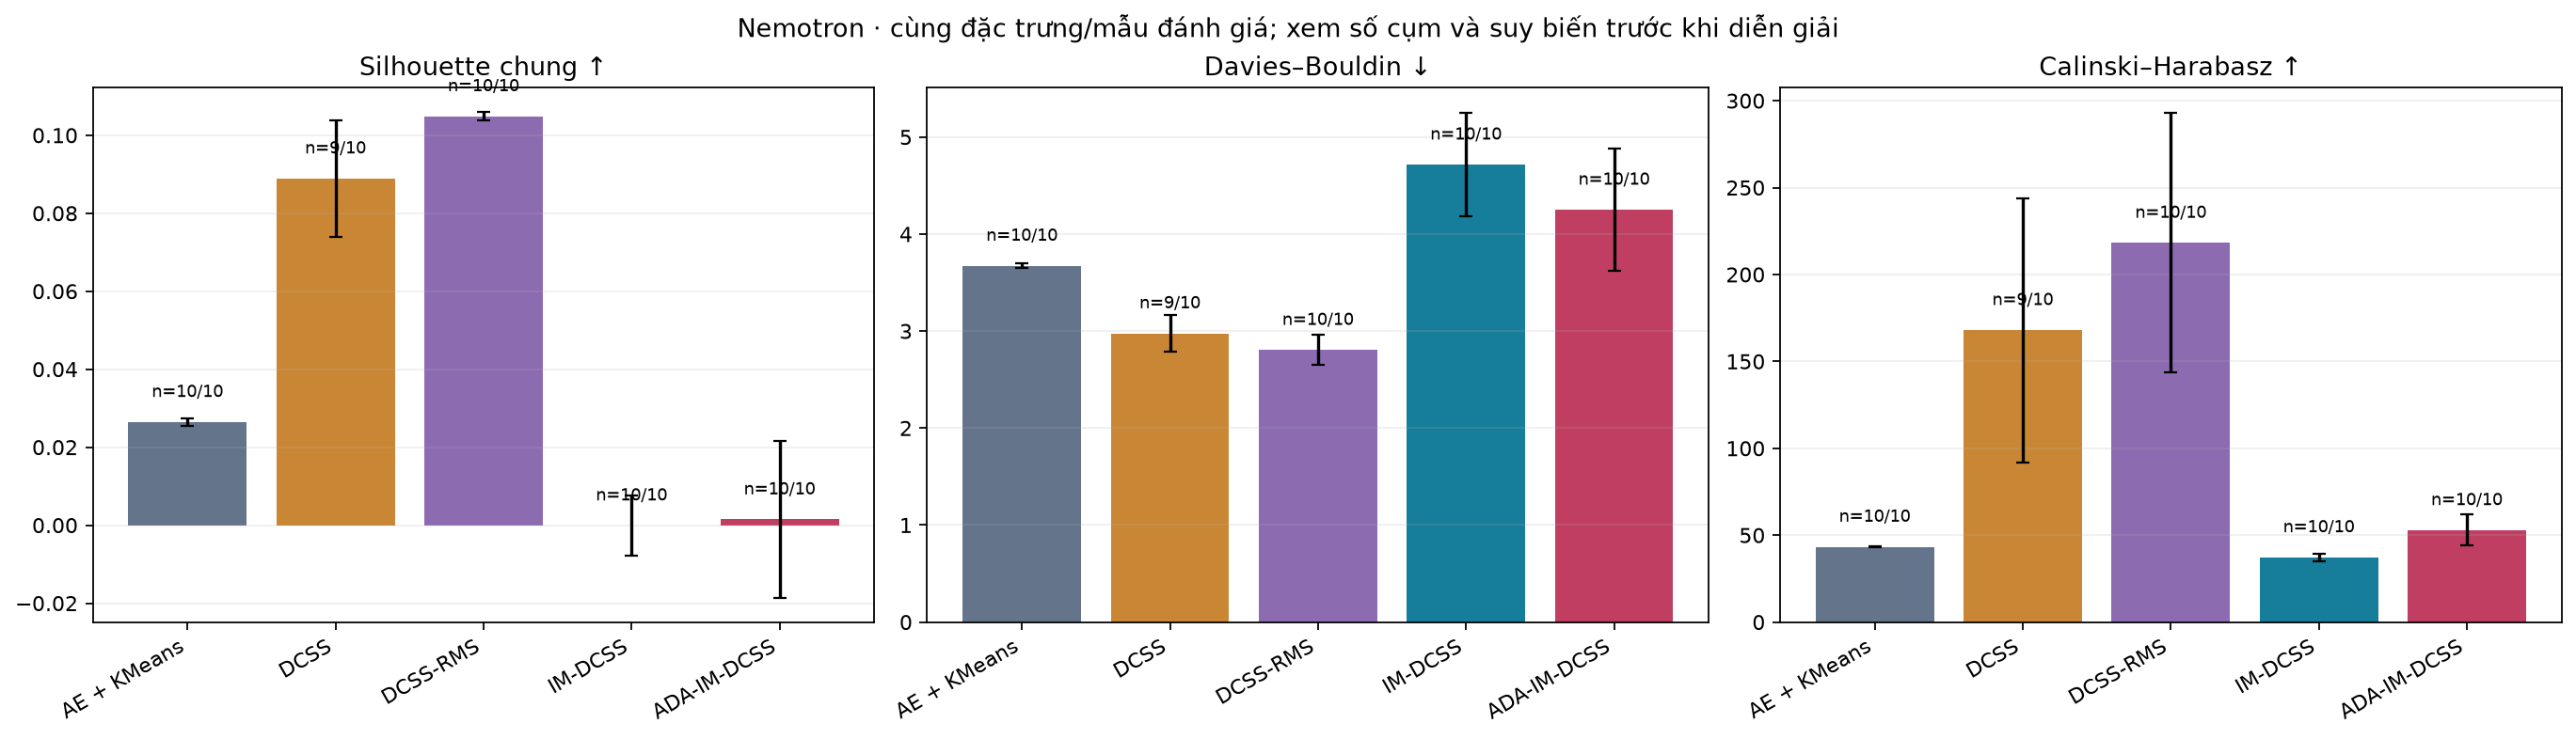 Nemotron · cùng đặc trưng/mẫu đánh giá; xem số cụm và suy biến trước khi diễn giải
Silhouette chung ↑
n=10/10
n=9/10
n=10/10
n=10/10
n=10/10
0.10
0.08
0.06
0.04
0.02
0.00
−0.02
AE + KMeans
DCSS
DCSS-RMS
IM-DCSS
ADA-IM-DCSS
Davies–Bouldin ↓
n=10/10
n=9/10
n=10/10
n=10/10
n=10/10
5
4
3
2
1
0
AE + KMeans
DCSS
DCSS-RMS
IM-DCSS
ADA-IM-DCSS
Calinski–Harabasz ↑
n=10/10
n=9/10
n=10/10
n=10/10
n=10/10
300
250
200
150
100
50
0
AE + KMeans
DCSS
DCSS-RMS
IM-DCSS
ADA-IM-DCSS